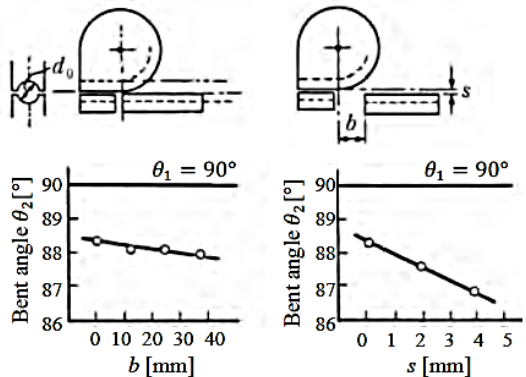 d₀
s
b
θ₁ = 90°
90
89
88
87
86
Bent angle θ₂[°]
0 10 20 30 40
b [mm]
θ₁ = 90°
90
89
88
87
86
Bent angle θ₂[°]
0 1 2 3 4 5
s [mm]